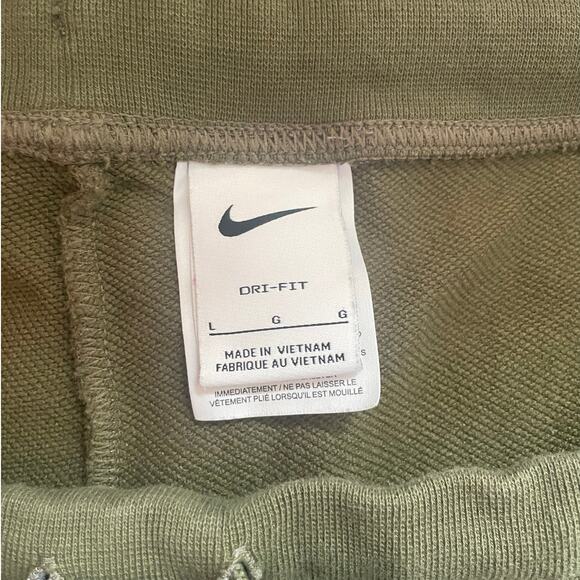 DRI-FIT
L G G
MADE IN VIETNAM
FABRIQUE AU VIETNAM
IMMEDIATEMENT / NE PAS LAISSER LE
VÊTEMENT PLIÉ LORSQU'IL EST MOUILLÉ.